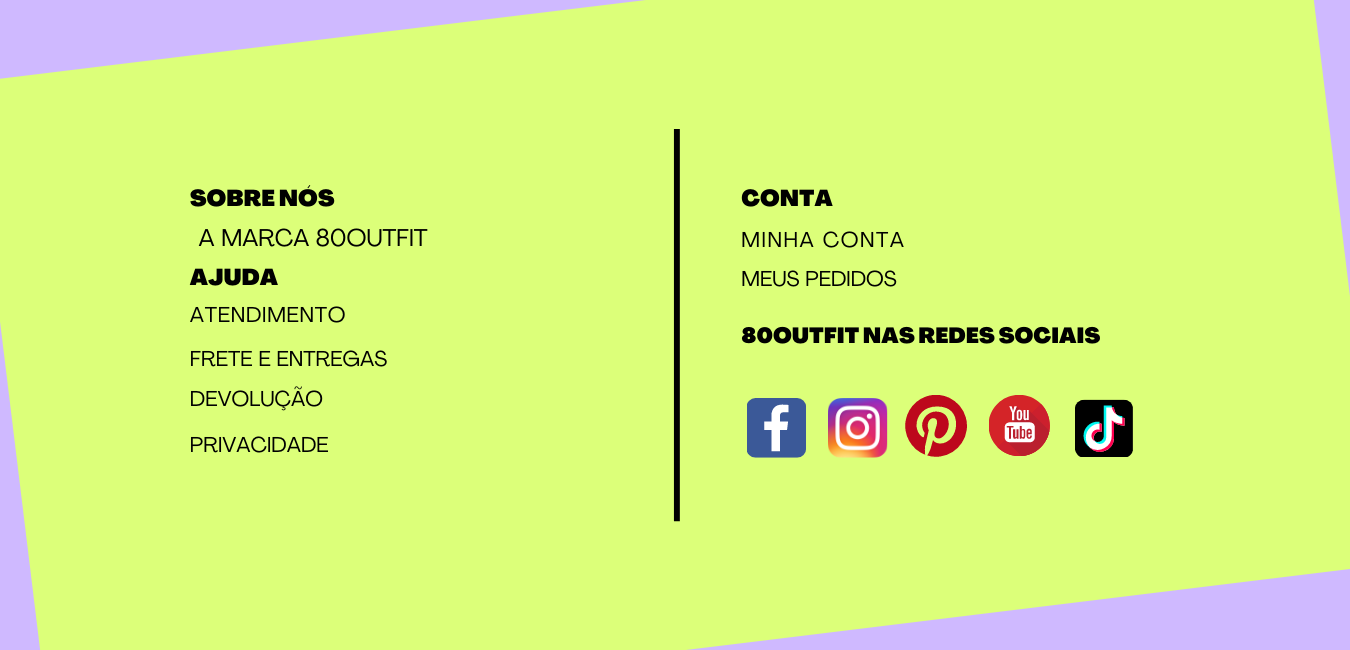 SOBRE NÓS
A MARCA 80OUTFIT
AJUDA
ATENDIMENTO
FRETE E ENTREGAS
DEVOLUÇÃO
PRIVACIDADE
CONTA
MINHA CONTA
MEUS PEDIDOS
80OUTFIT NAS REDES SOCIAIS
You
Tube